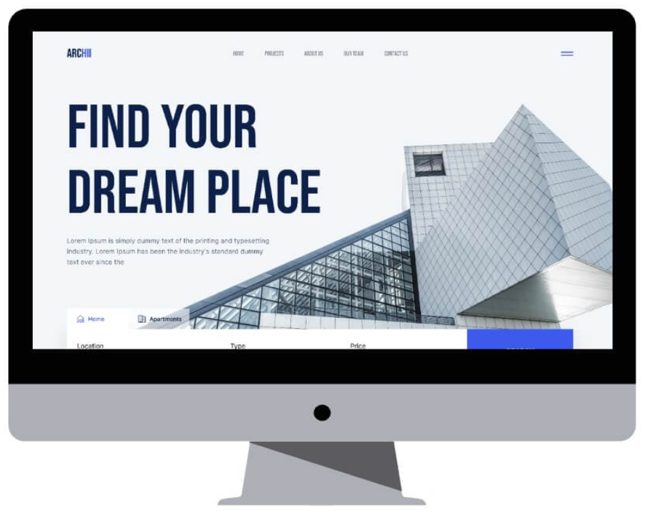 ARCHII
HOME PROJECTS ABOUT US OUR TEAM CONTACT US
FIND YOUR
DREAM PLACE
Lorem Ipsum is simply dummy text of the printing and typesetting
industry. Lorem Ipsum has been the industry's standard dummy
text ever since the
Home Apartments
Location Type Price